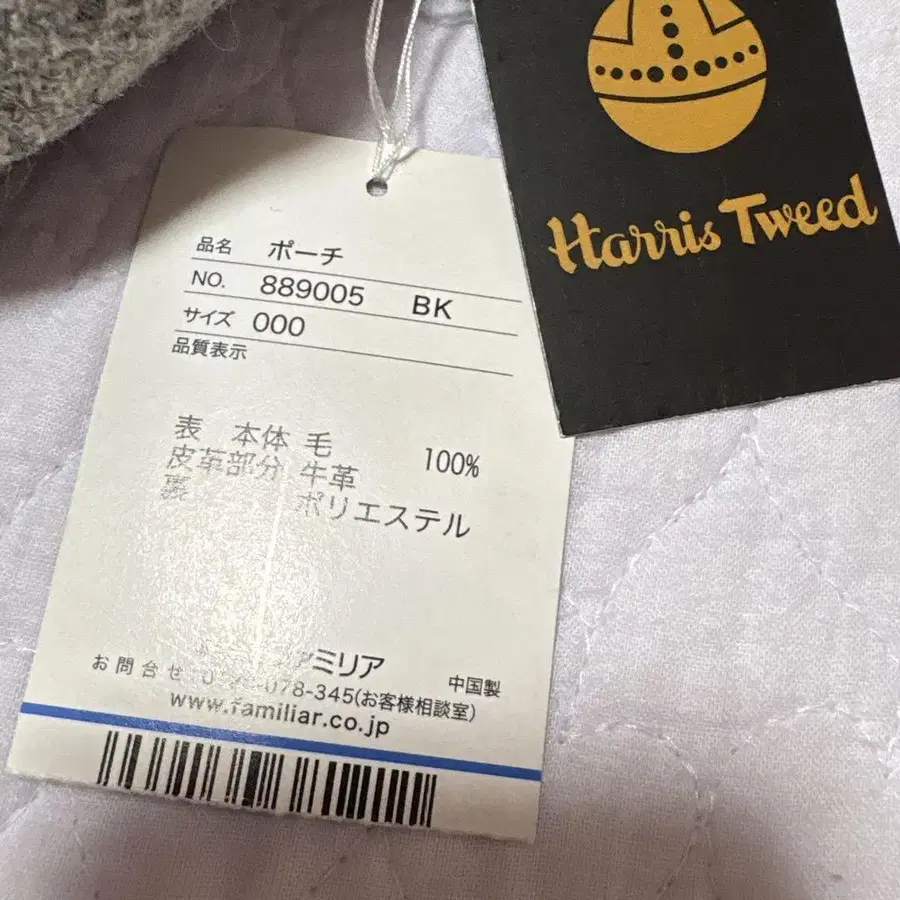 Harris Tweed
品名 ポーチ
NO. 889005 BK
サイズ 000
品質表示
表 本体 毛 100%
皮革部分 牛革
裏 ポリエステル
ミリア
中国製
お問合せ 078-345(お客様相談室)
www.familiar.co.jp